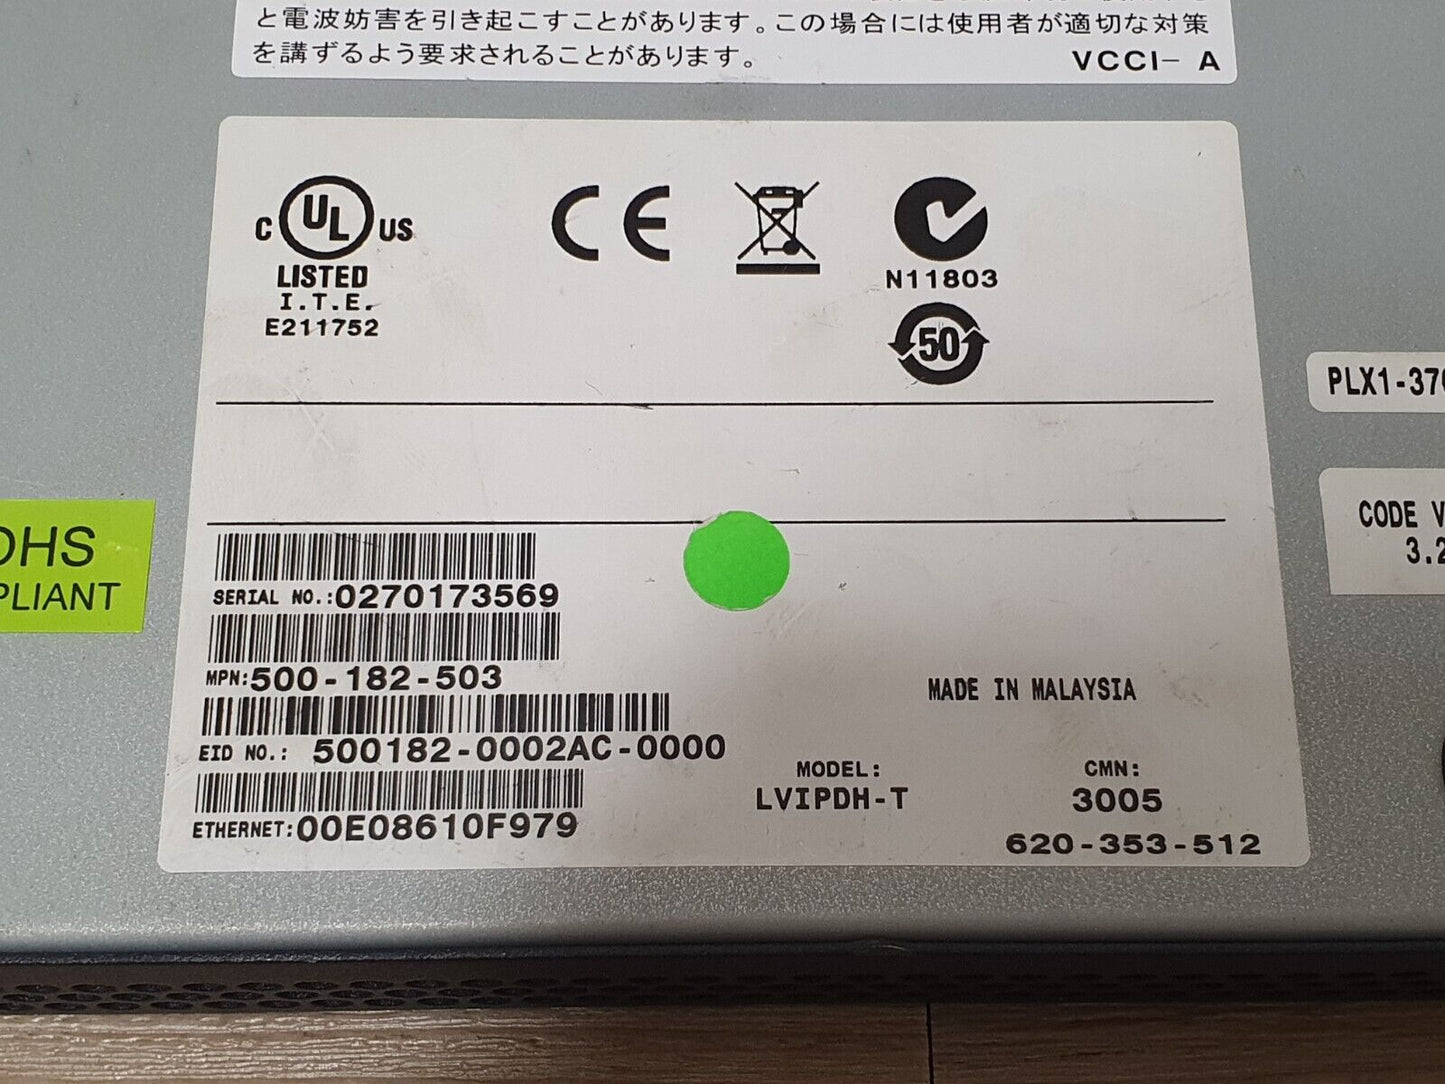 と電波妨害を引き起こすことがあります。この場合には使用者が適切な対策
を講ずるよう要求されることがあります。
VCCI- A
C UL US
LISTED
I.T.E.
E211752
CE
N11803
50
PLX1-370
CODE V
3.2
OHS
PLIANT
SERIAL NO.:0270173569
MPN:500-182-503
EID NO.: 500182-0002AC-0000
ETHERNET:00E08610F979
MADE IN MALAYSIA
MODEL:
LVIPDH-T
CMN:
3005
620-353-512